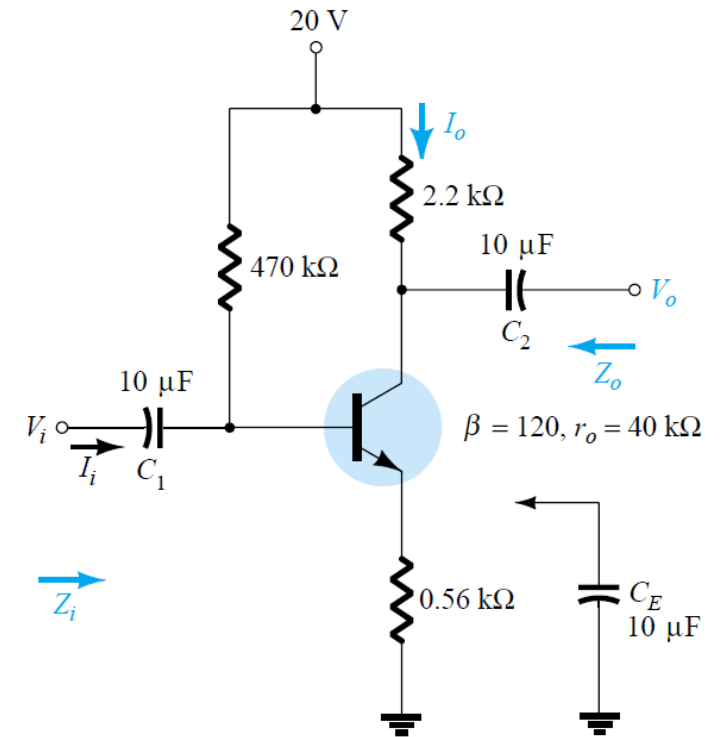 20 V
I_o
2.2 kΩ
10 µF
470 kΩ
V_o
C_2
Z_o
10 µF
V_i
β = 120, r_o = 40 kΩ
I_i
C_1
Z_i
0.56 kΩ
C_E
10 µF